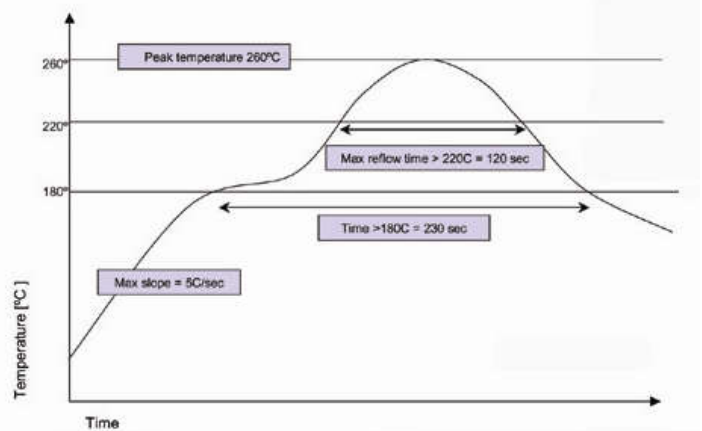 Peak temperature 260ºC
260º
220º
Max reflow time > 220C = 120 sec
180º
Time >180C = 230 sec
Max slope = 5C/sec
Temperature [ºC ]
Time